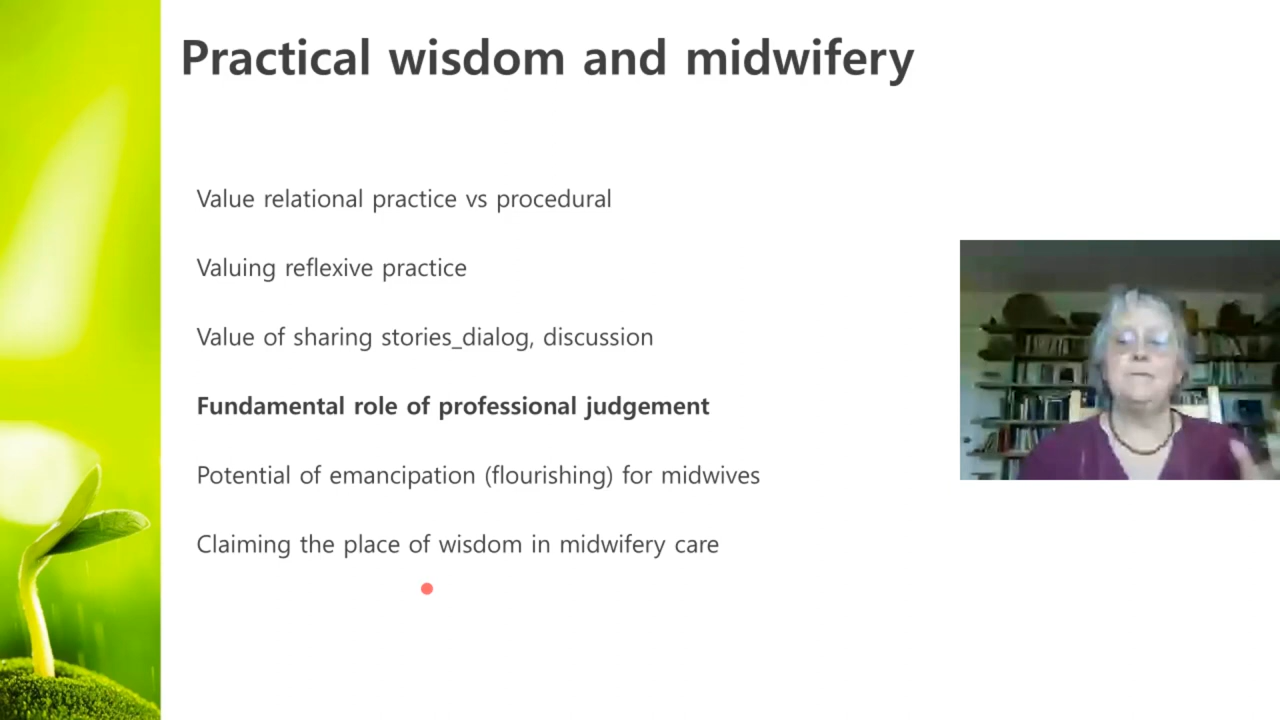 Practical wisdom and midwifery
Value relational practice vs procedural
Valuing reflexive practice
Value of sharing stories_dialog, discussion
Fundamental role of professional judgement
Potential of emancipation (flourishing) for midwives
Claiming the place of wisdom in midwifery care